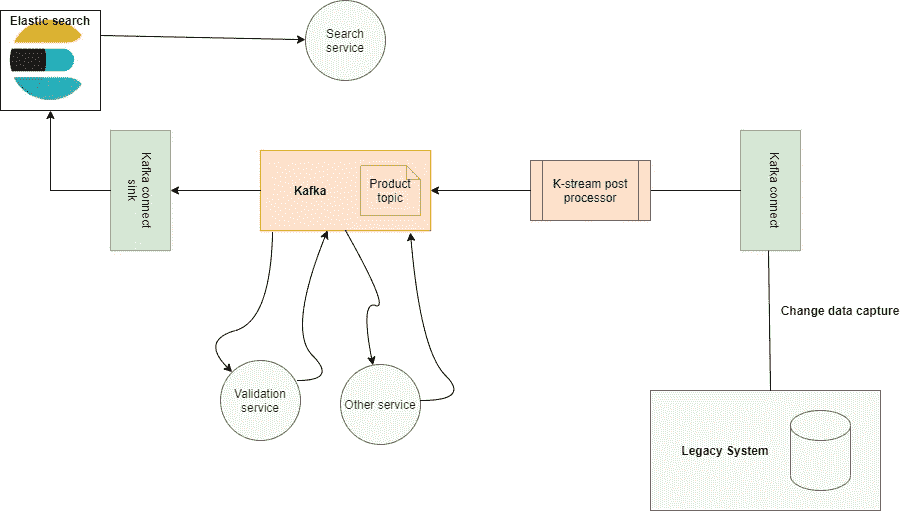 Elastic search
Search
service
Kafka connect
sink
Kafka
Product
topic
K-stream post
processor
Kafka connect
Change data capture
Validation
service
Other service
Legacy System